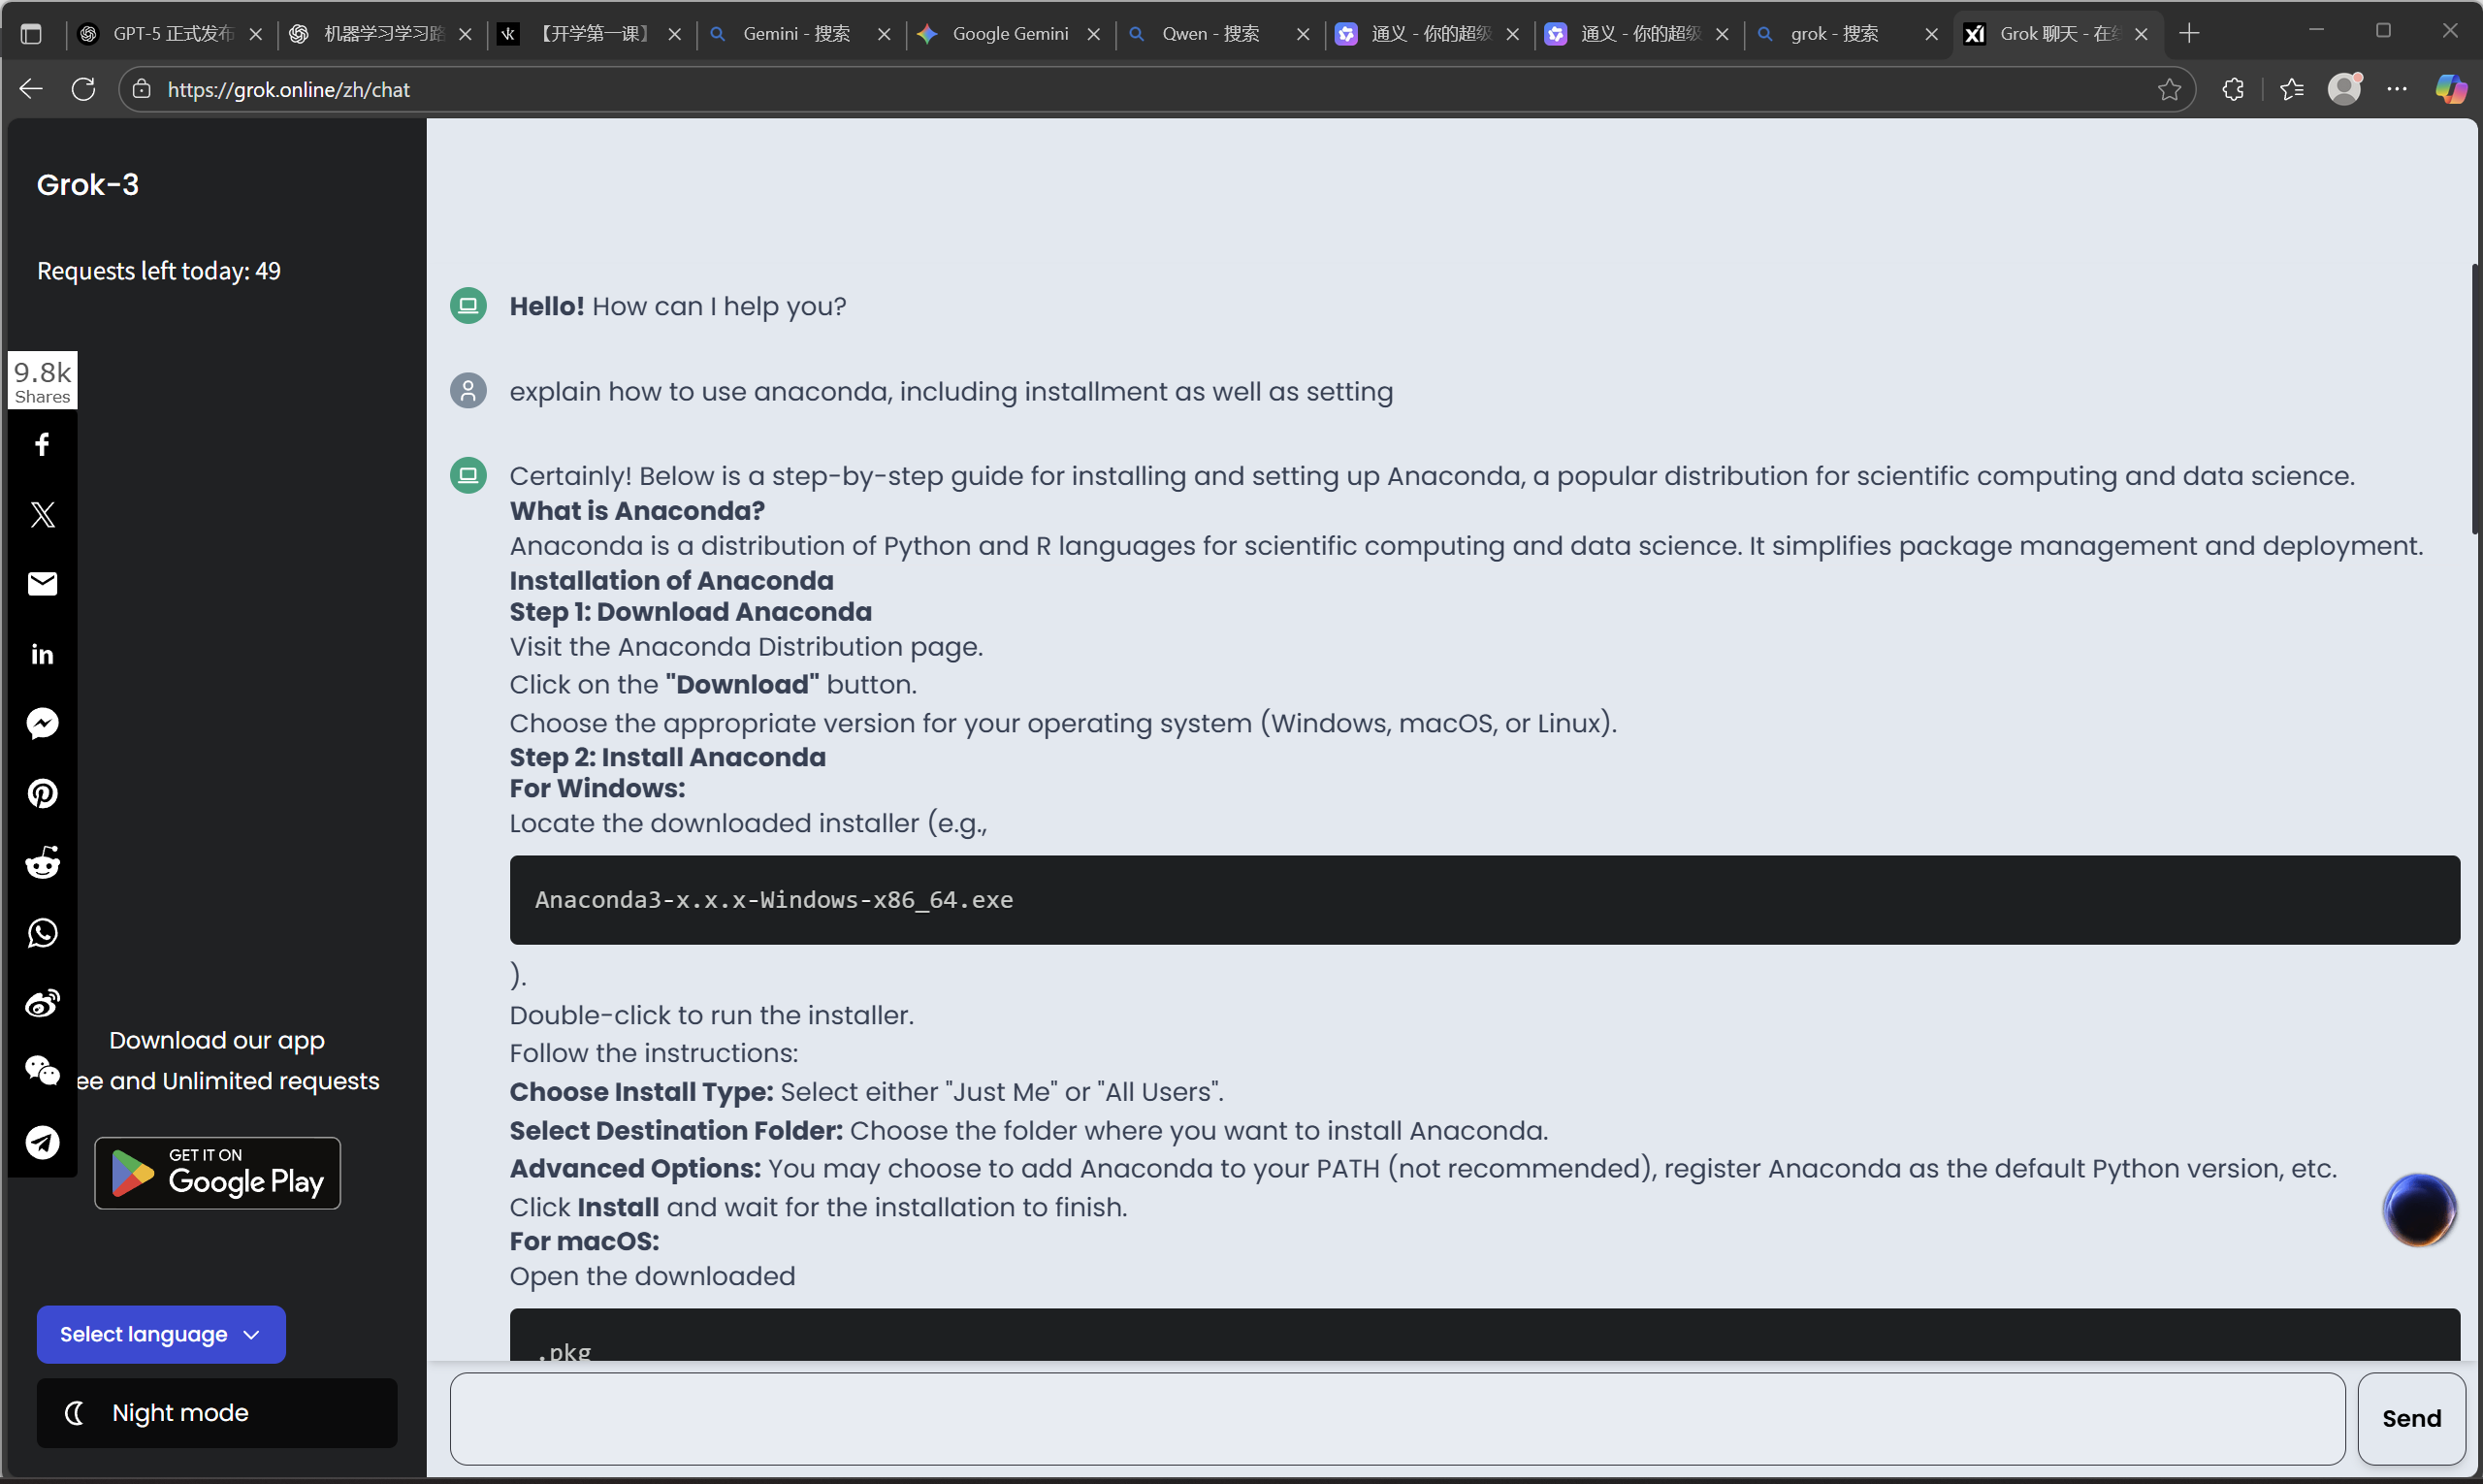 GPT-5 正式发布
机器学习学习路
【开学第一课】
Gemini - 搜索
Google Gemini
Qwen - 搜索
通义 - 你的超级
通义 - 你的超级
grok - 搜索
Grok 聊天 - 在线
https://grok.online/zh/chat
Grok-3
Requests left today: 49
9.8k
Shares
Download our app
ee and Unlimited requests
GET IT ON
Google Play
Select language
Night mode
Hello! How can I help you?
explain how to use anaconda, including installment as well as setting
Certainly! Below is a step-by-step guide for installing and setting up Anaconda, a popular distribution for scientific computing and data science.
What is Anaconda?
Anaconda is a distribution of Python and R languages for scientific computing and data science. It simplifies package management and deployment.
Installation of Anaconda
Step 1: Download Anaconda
Visit the Anaconda Distribution page.
Click on the "Download" button.
Choose the appropriate version for your operating system (Windows, macOS, or Linux).
Step 2: Install Anaconda
For Windows:
Locate the downloaded installer (e.g.,
Anaconda3-x.x.x-Windows-x86_64.exe
).
Double-click to run the installer.
Follow the instructions:
Choose Install Type: Select either "Just Me" or "All Users".
Select Destination Folder: Choose the folder where you want to install Anaconda.
Advanced Options: You may choose to add Anaconda to your PATH (not recommended), register Anaconda as the default Python version, etc.
Click Install and wait for the installation to finish.
For macOS:
Open the downloaded
.pkg
Send